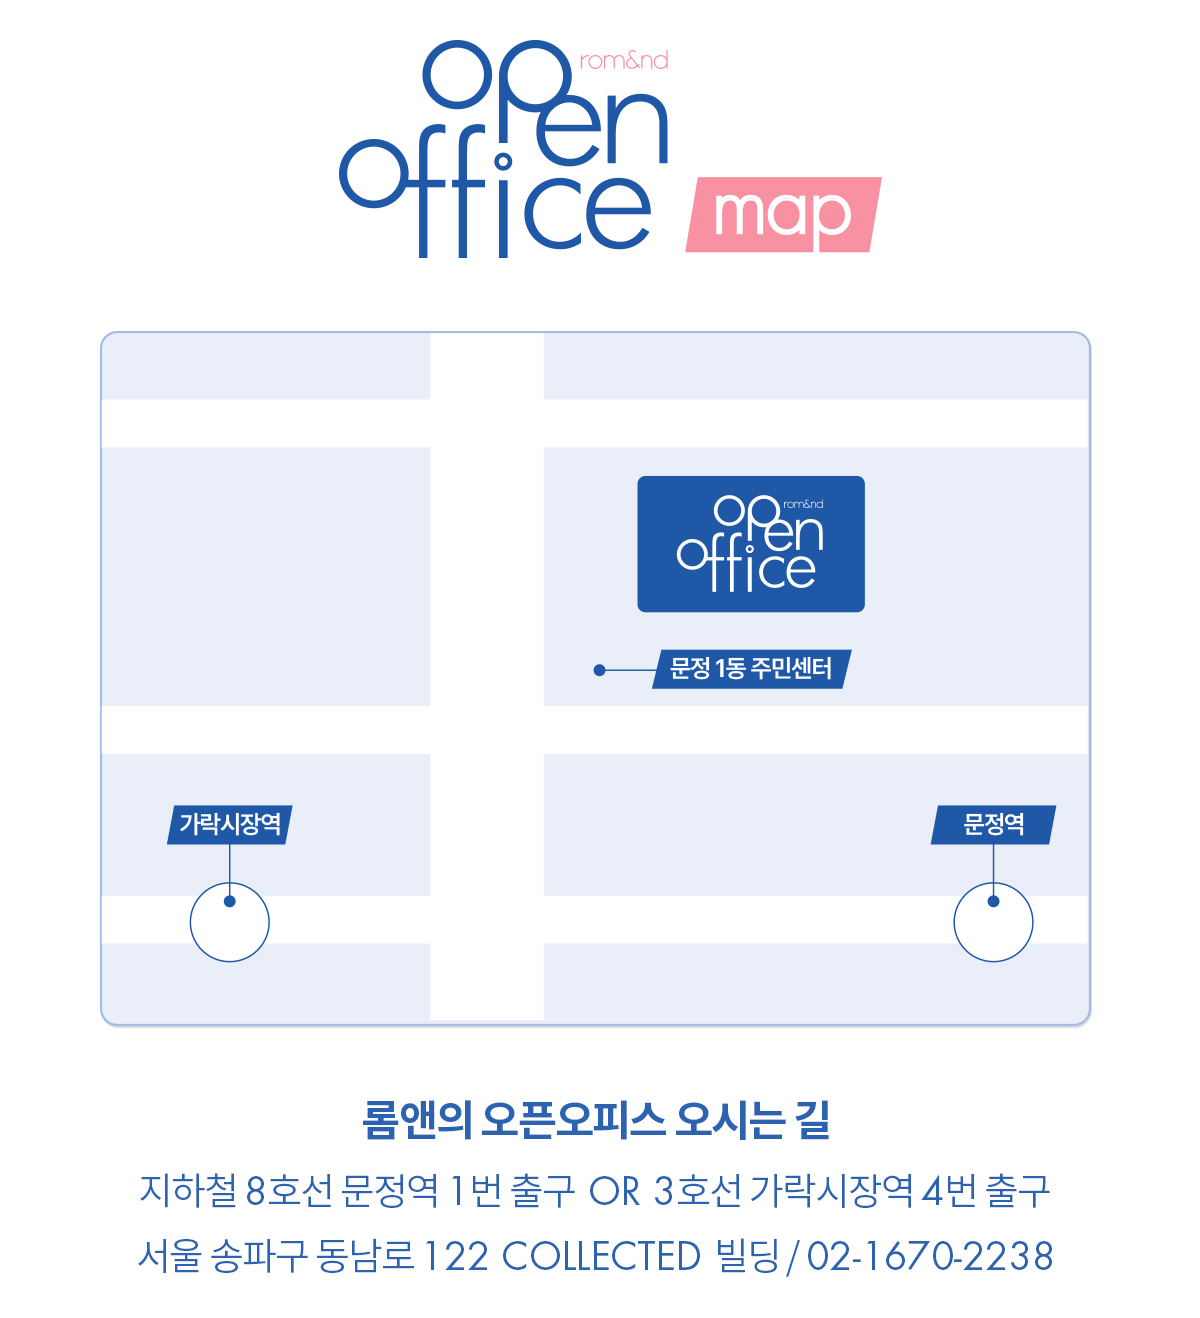 open rom&nd
office map
open rom&nd
office
문정 1동 주민센터
가락시장역
문정역
롬앤의 오픈오피스 오시는 길
지하철 8호선 문정역 1번 출구 OR 3호선 가락시장역 4번 출구
서울 송파구 동남로 122 COLLECTED 빌딩 / 02-1670-2238